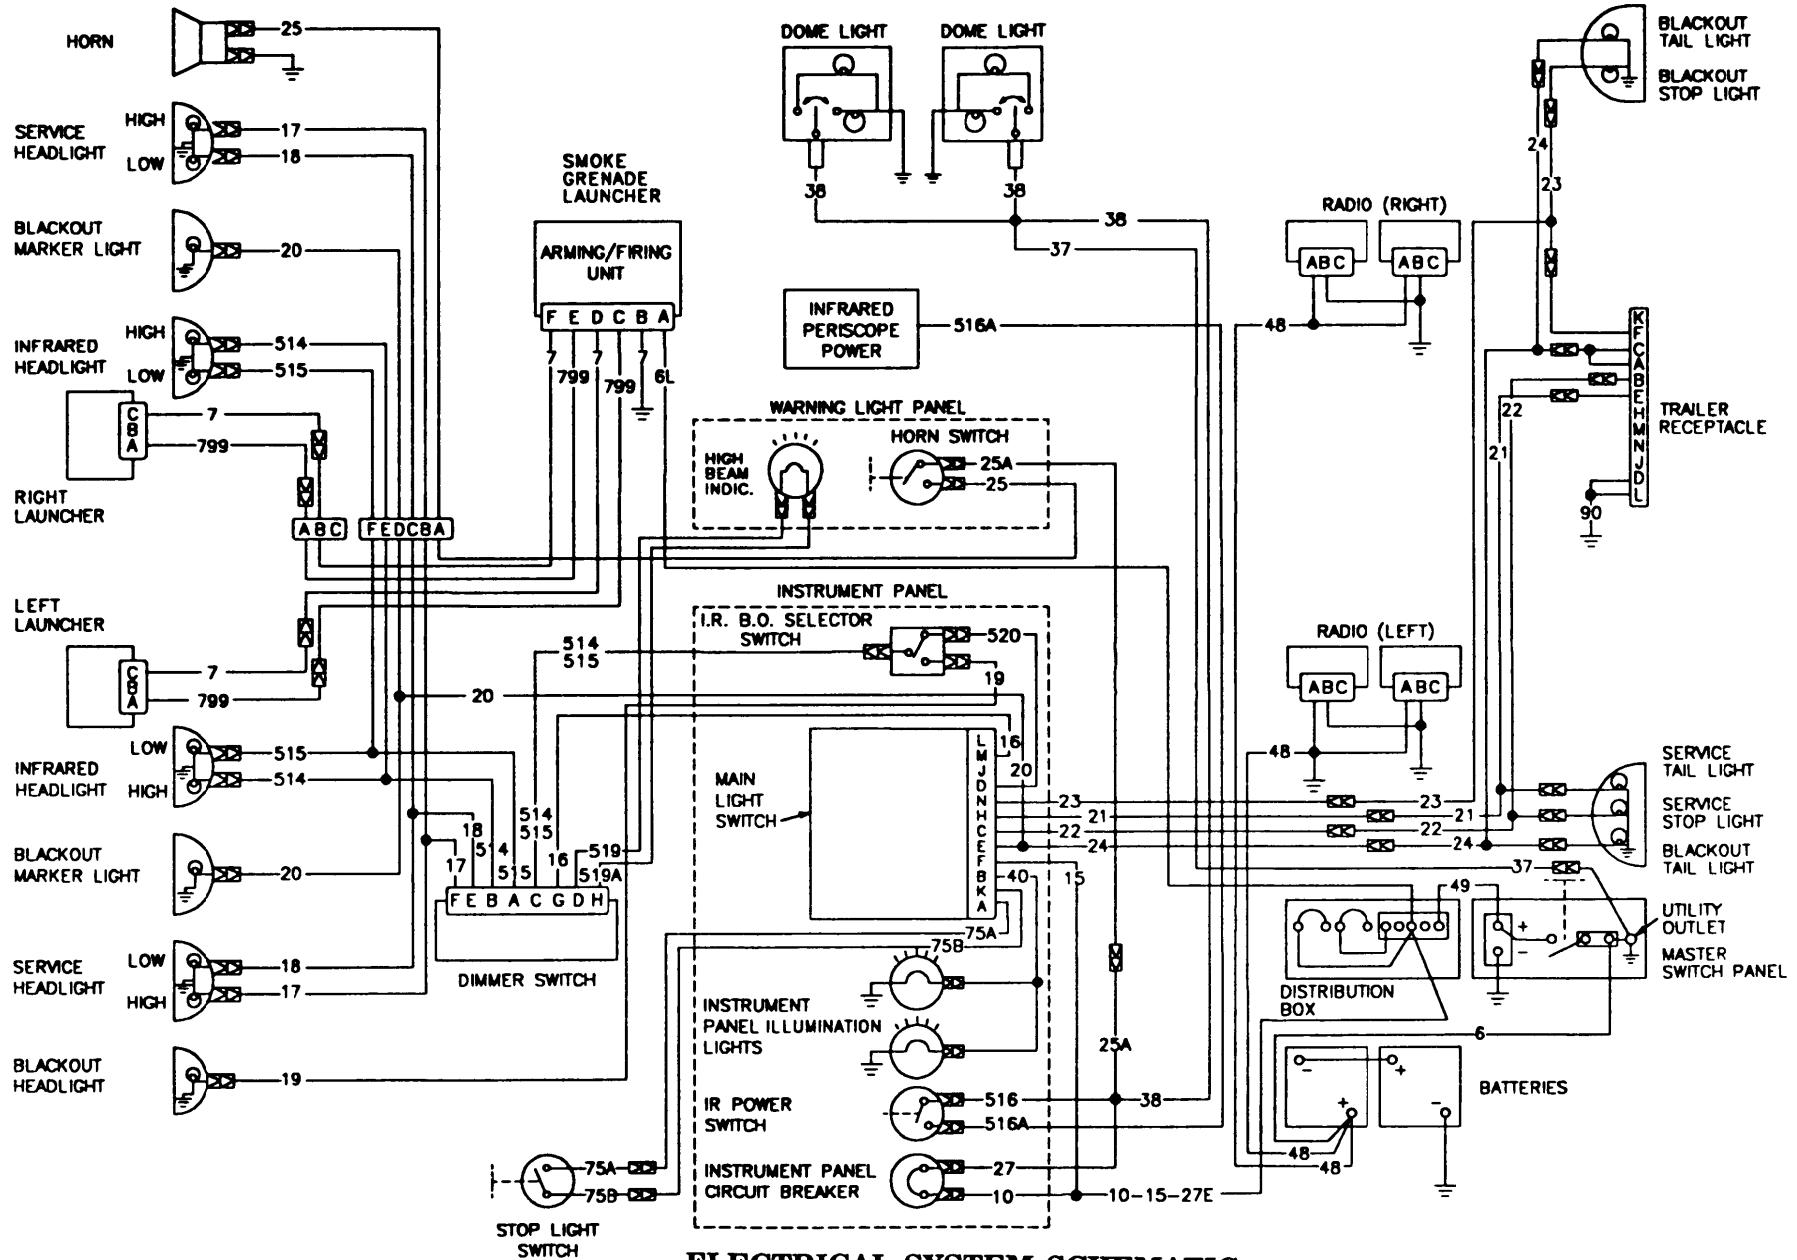 HORN
25
SERVICE
HEADLIGHT
HIGH
LOW
17
18
BLACKOUT
MARKER LIGHT
20
INFRARED
HEADLIGHT
HIGH
LOW
514
515
C
B
A
7
799
RIGHT
LAUNCHER
ABC
FEDCBA
LEFT
LAUNCHER
C
B
A
7
799
INFRARED
HEADLIGHT
LOW
HIGH
515
514
BLACKOUT
MARKER LIGHT
20
SERVICE
HEADLIGHT
LOW
HIGH
18
17
BLACKOUT
HEADLIGHT
19
SMOKE
GRENADE
LAUNCHER
ARMING/FIRING
UNIT
F E D C B A
7
799
7
799
7
6L
DOME LIGHT
DOME LIGHT
38
38
38
37
INFRARED
PERISCOPE
POWER
516A
WARNING LIGHT PANEL
HIGH
BEAM
INDIC.
HORN SWITCH
25A
25
INSTRUMENT PANEL
I.R. B.O. SELECTOR
SWITCH
520
19
514
515
20
MAIN
LIGHT
SWITCH
L
M
J
D
N
H
C
E
F
B
K
A
16
20
23
21
22
24
40
15
75A
75B
17
18
514
515
514
515
16
519
519A
F E B A C G D H
DIMMER SWITCH
INSTRUMENT
PANEL ILLUMINATION
LIGHTS
25A
IR POWER
SWITCH
516
516A
38
INSTRUMENT PANEL
CIRCUIT BREAKER
27
10
10-15-27E
75A
75B
STOP LIGHT
SWITCH
BLACKOUT
TAIL LIGHT
BLACKOUT
STOP LIGHT
24
23
RADIO (RIGHT)
ABC
ABC
48
K
F
C
A
B
E
H
M
N
J
D
L
TRAILER
RECEPTACLE
22
21
90
RADIO (LEFT)
ABC
ABC
48
23
21
22
24
37
SERVICE
TAIL LIGHT
SERVICE
STOP LIGHT
BLACKOUT
TAIL LIGHT
49
+
-
UTILITY
OUTLET
MASTER
SWITCH PANEL
DISTRIBUTION
BOX
6
-
+
+
-
BATTERIES
48
48
ELECTRICAL SYSTEM SCHEMATIC